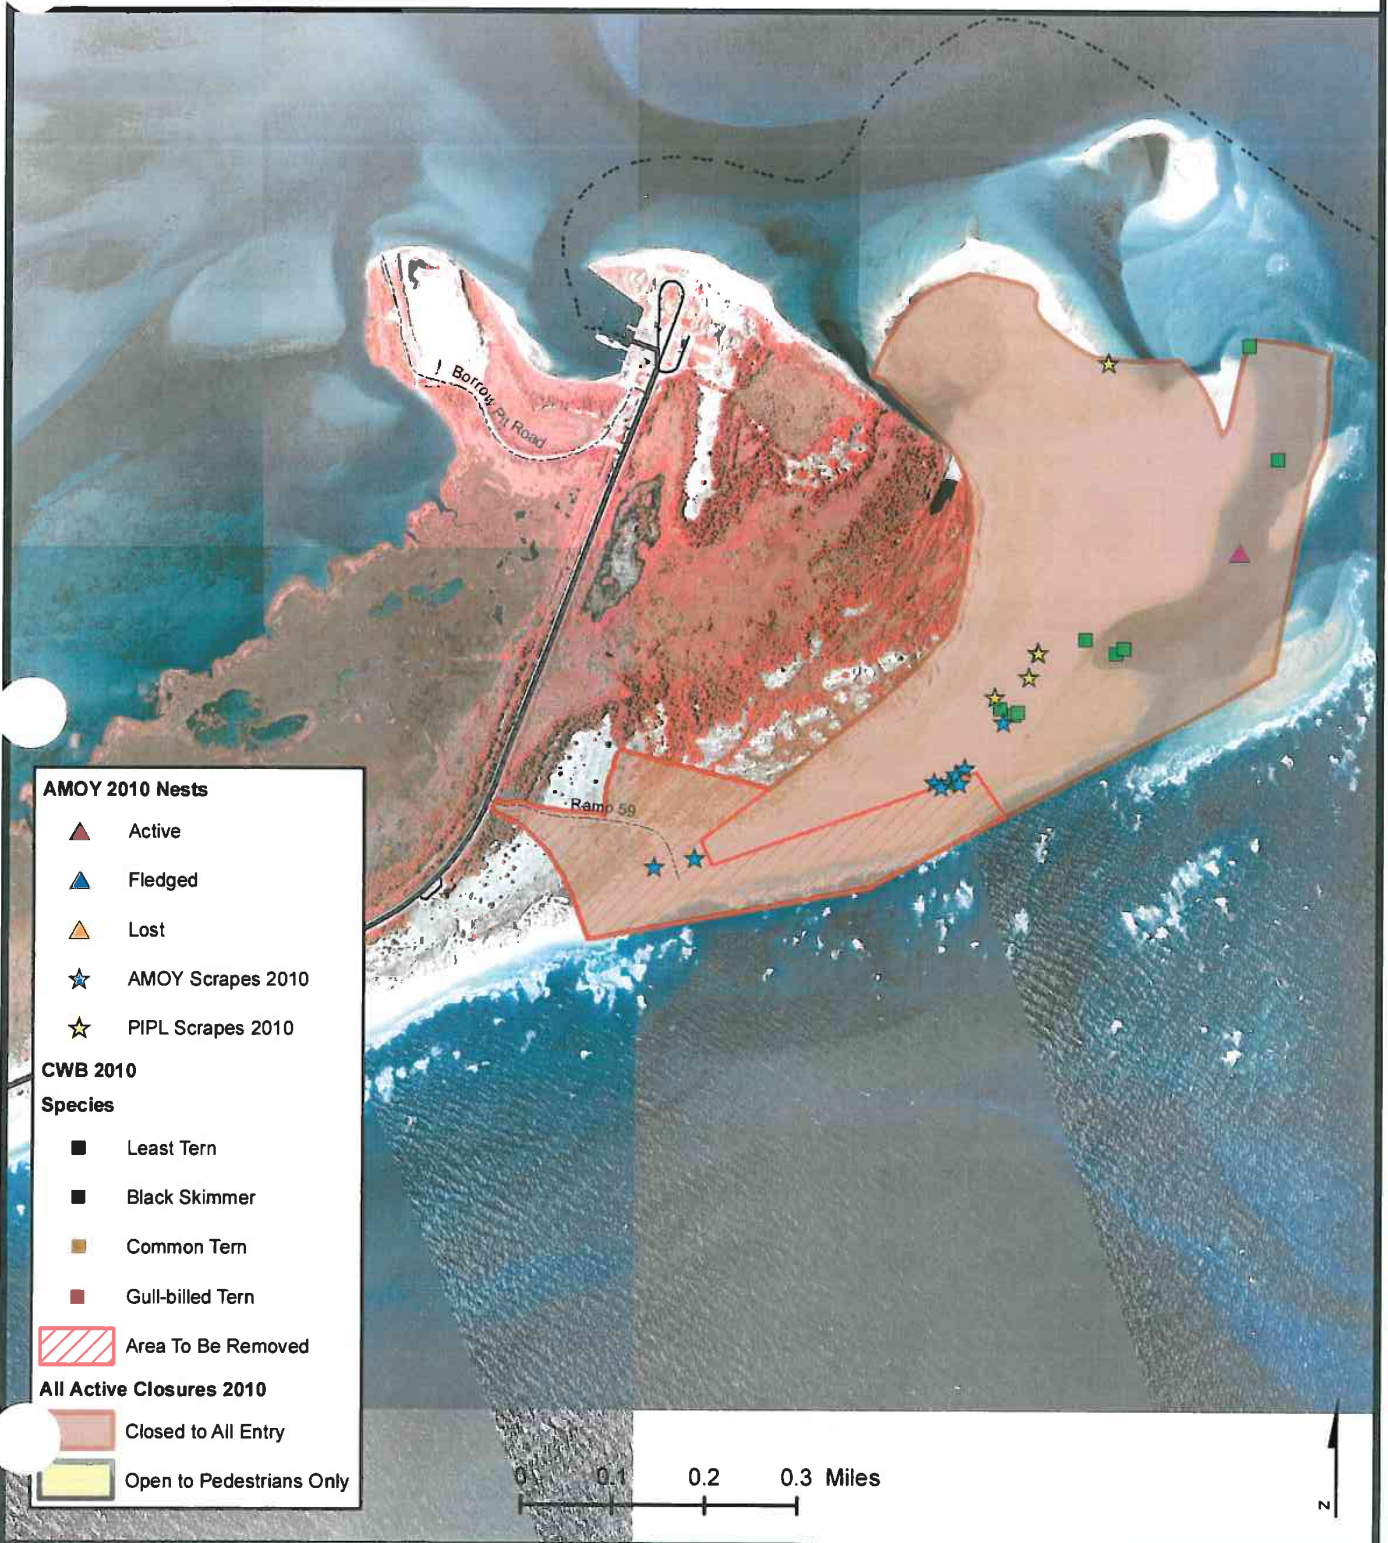 Borrow Pit Road
Ramp 59
AMOY 2010 Nests
Active
Fledged
Lost
AMOY Scrapes 2010
PIPL Scrapes 2010
CWB 2010
Species
Least Tern
Black Skimmer
Common Tern
Gull-billed Tern
Area To Be Removed
All Active Closures 2010
Closed to All Entry
Open to Pedestrians Only
0 0.1 0.2 0.3 Miles
N